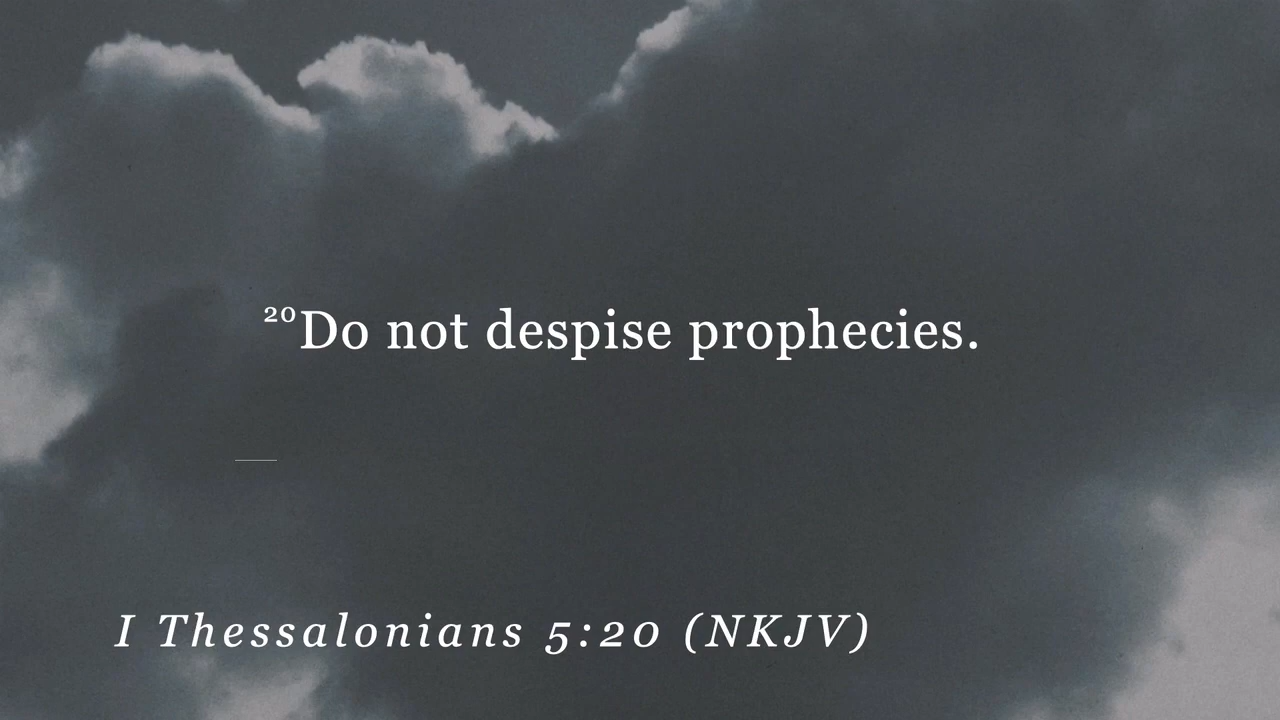 ²⁰Do not despise prophecies.
I Thessalonians 5:20 (NKJV)